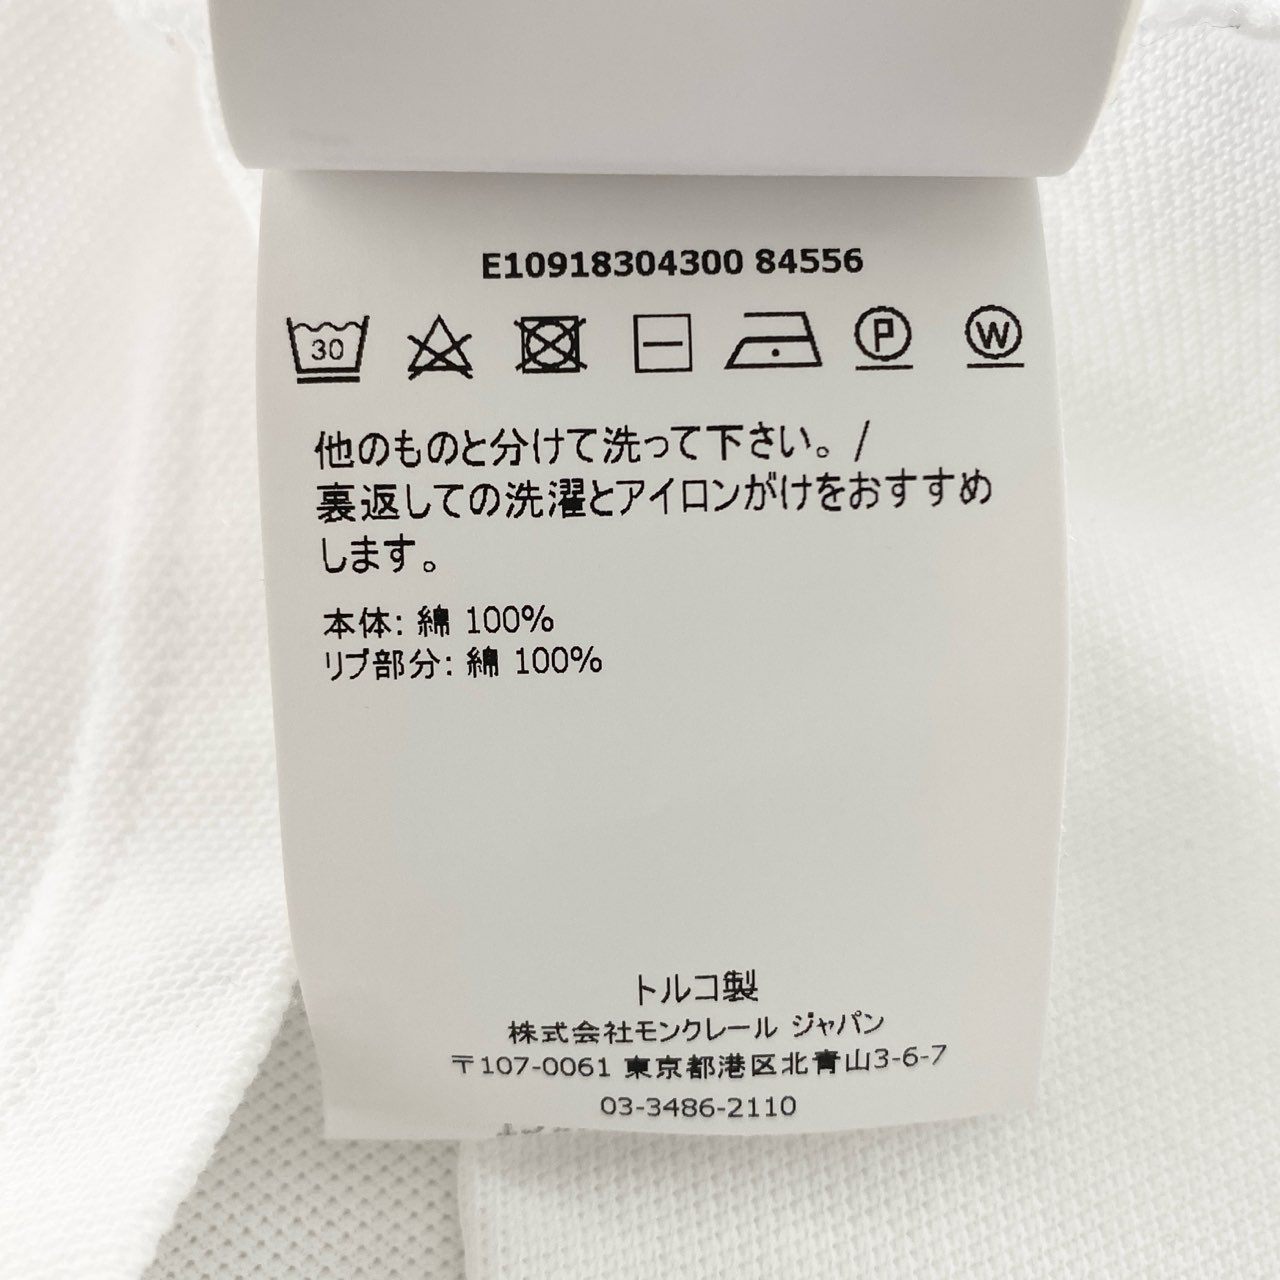 E10918304300 84556
30 P W
他のものと分けて洗って下さい。/
裏返しての洗濯とアイロンがけをおすすめ
します。
本体: 綿 100%
リブ部分: 綿 100%
トルコ製
株式会社モンクレール ジャパン
〒107-0061 東京都港区北青山3-6-7
03-3486-2110